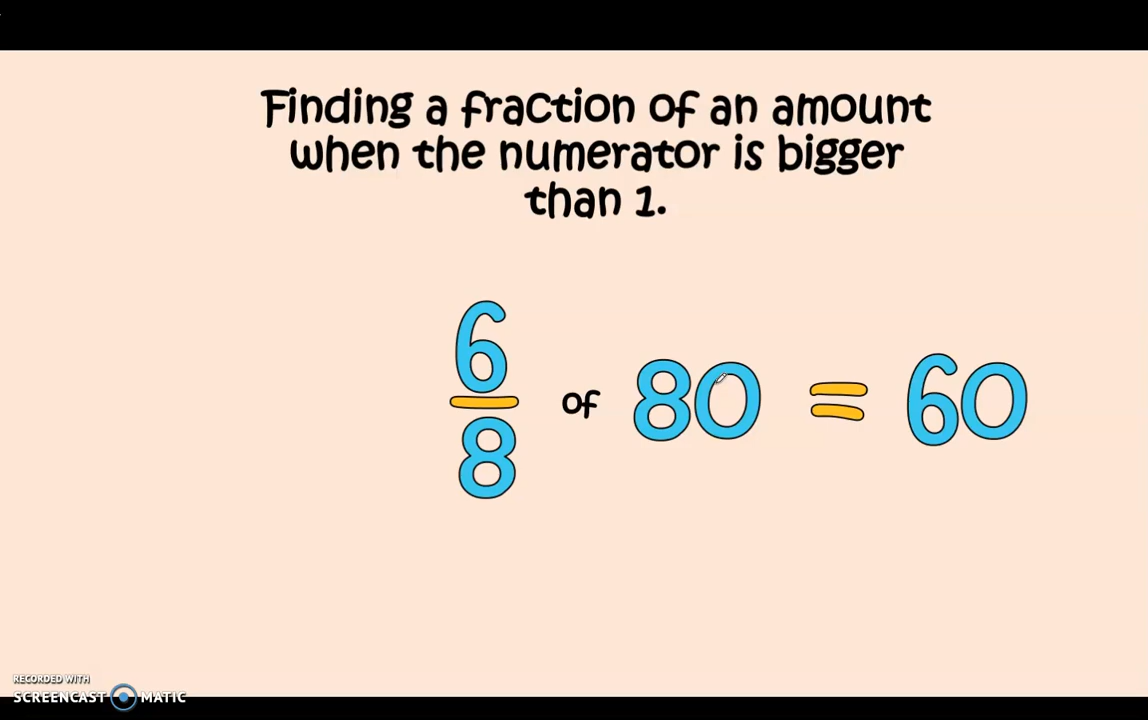 Finding a fraction of an amount
when the numerator is bigger
than 1.
6
8
of 80 = 60
RECORDED WITH
SCREENCAST MATIC